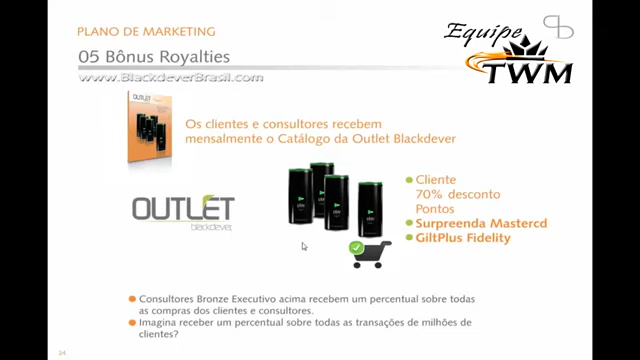 PLANO DE MARKETING
05 Bônus Royalties
www.BlackdeverBrasil.com
Equipe
TWM
OUTLET
Os clientes e consultores recebem
mensalmente o Catálogo da Outlet Blackdever
OUTLET
blackdever
Cliente
70% desconto
Pontos
Surpreenda Mastercd
GiltPlus Fidelity
Consultores Bronze Executivo acima recebem um percentual sobre todas
as compras dos clientes e consultores.
Imagina receber um percentual sobre todas as transações de milhões de
clientes?
24